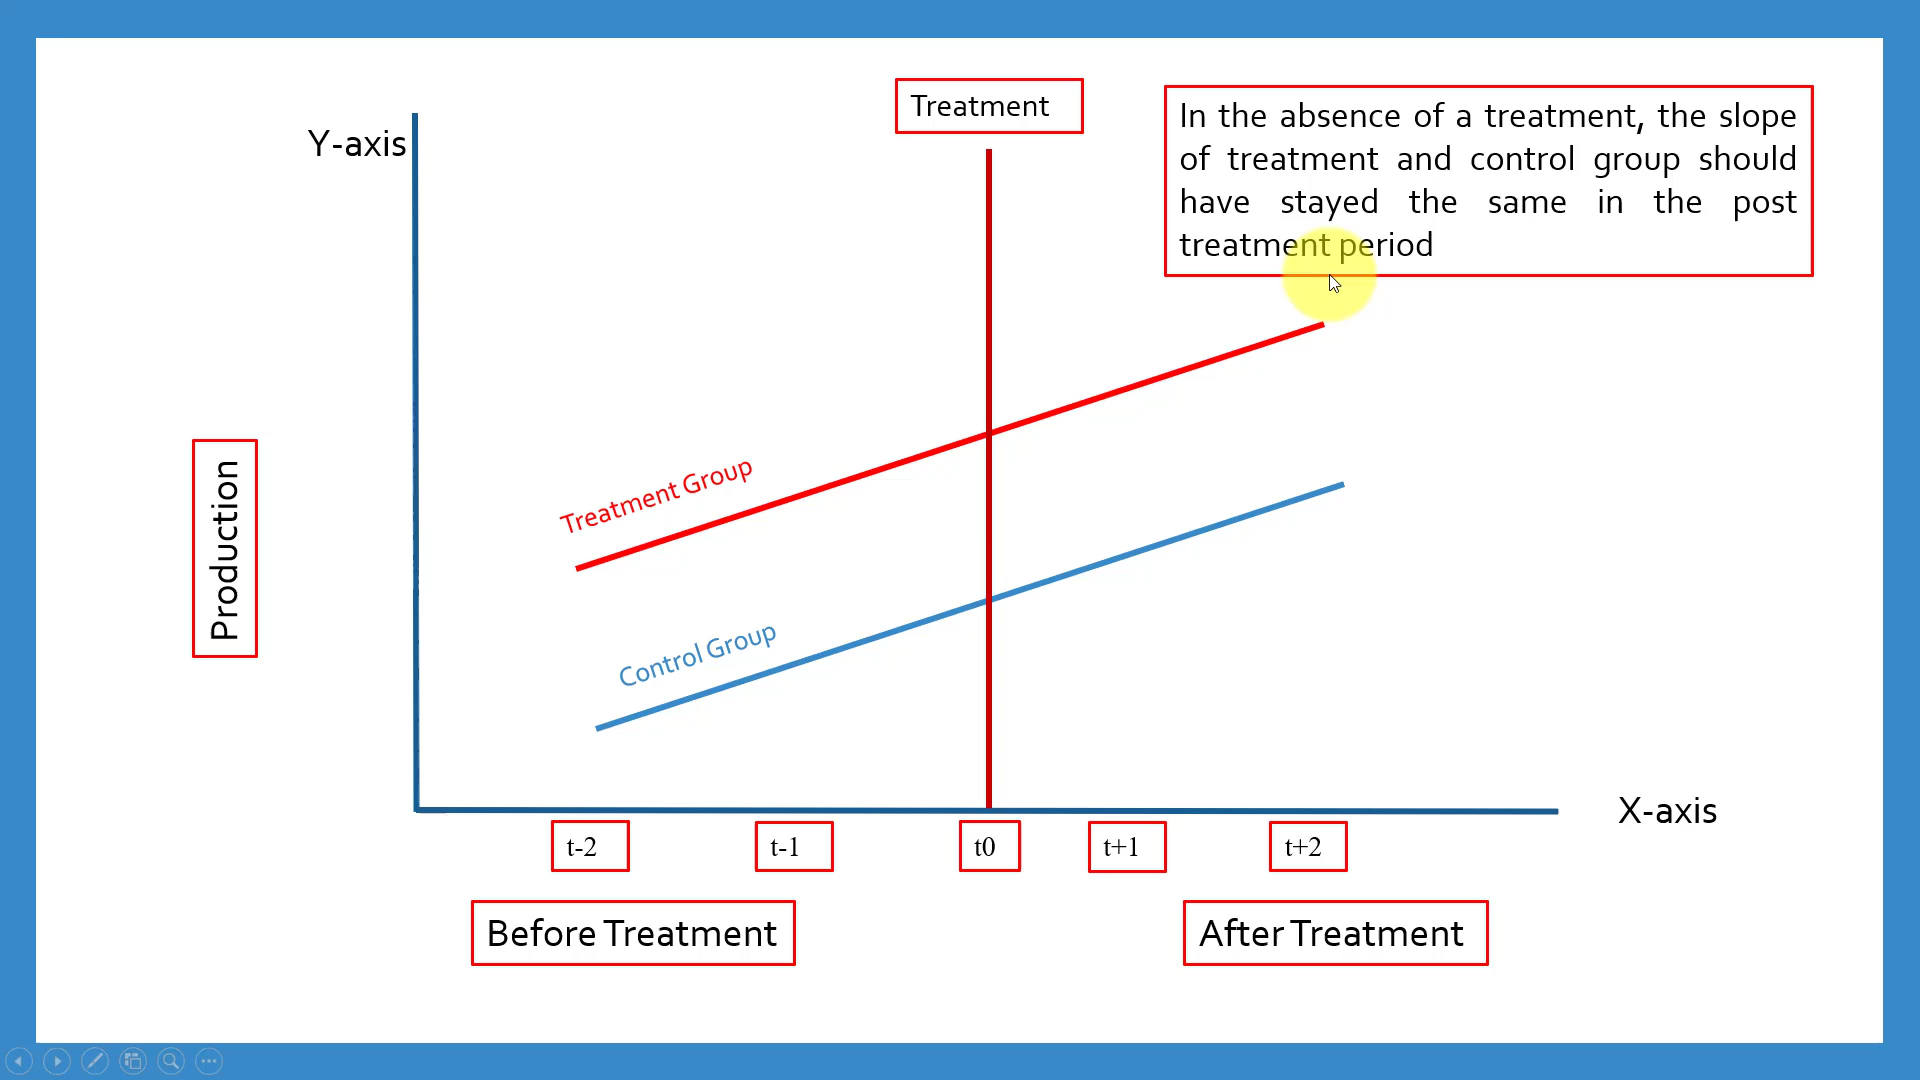 Treatment
In the absence of a treatment, the slope
of treatment and control group should
have stayed the same in the post
treatment period
Y-axis
Production
Treatment Group
Control Group
X-axis
t-2
t-1
t0
t+1
t+2
Before Treatment
After Treatment